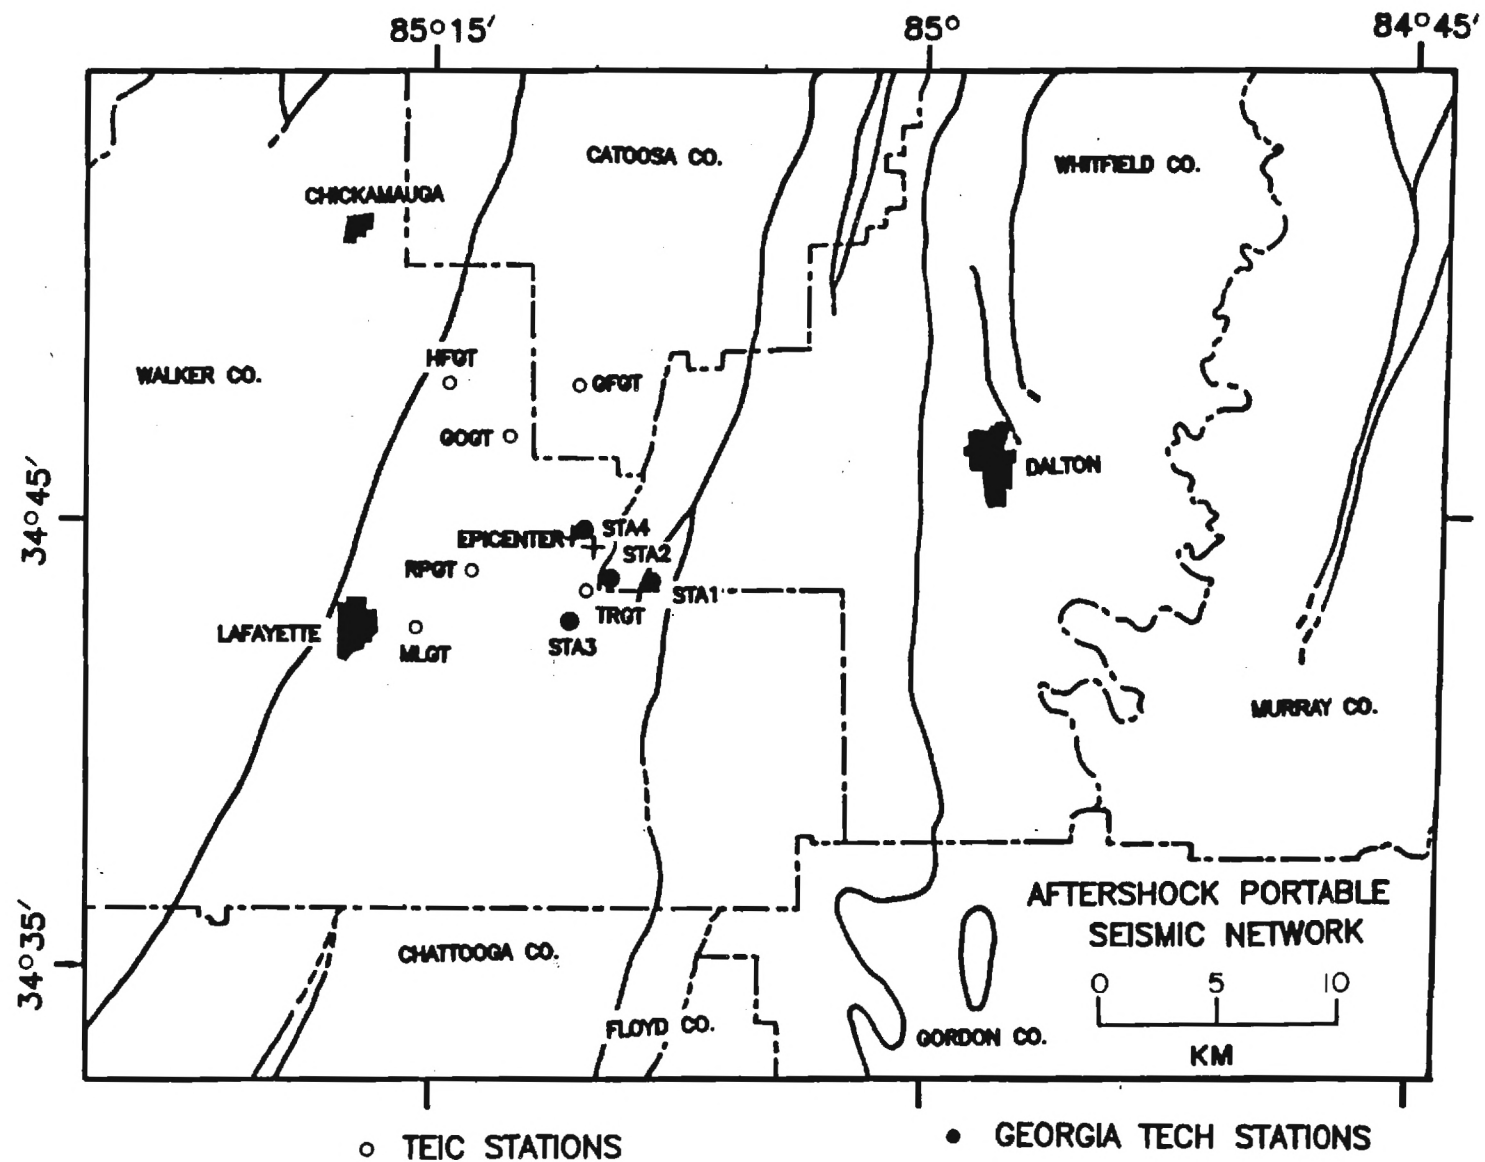 85°15′
85°
84°45′
CATOOSA CO.
WHITFIELD CO.
CHICKAMAUGA
HFGT
WALKER CO.
GFGT
GOGT
DALTON
34°45′
STA4
EPICENTER
STA2
RPGT
STA1
TRGT
LAFAYETTE
STA3
MLGT
MURRAY CO.
AFTERSHOCK PORTABLE
SEISMIC NETWORK
34°35′
CHATTOOGA CO.
0 5 10
FLOYD CO.
GORDON CO.
KM
TEIC STATIONS
GEORGIA TECH STATIONS